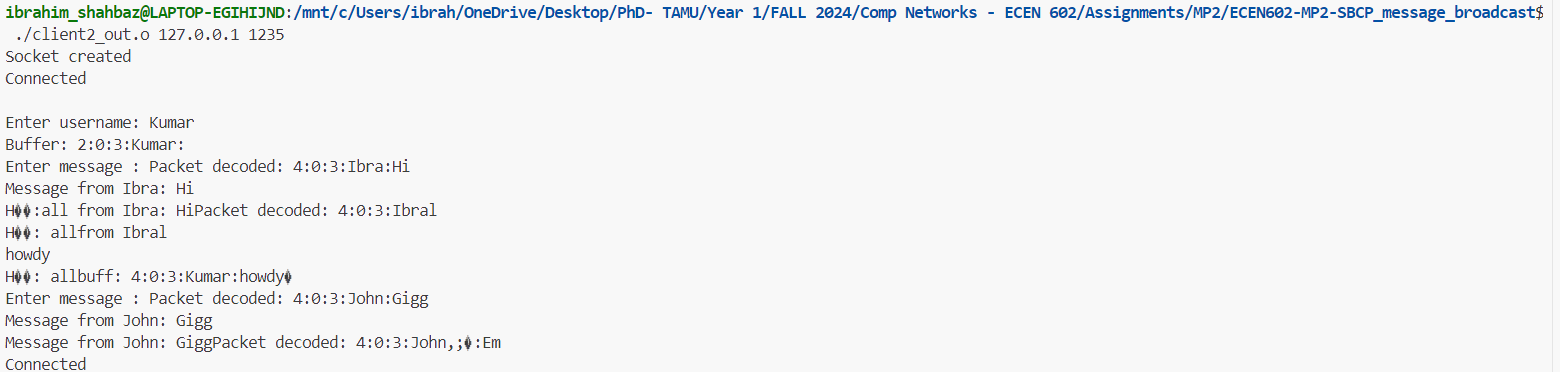 ibrahim_shahbaz@LAPTOP-EGIHIJND:/mnt/c/Users/ibrah/OneDrive/Desktop/PhD- TAMU/Year 1/FALL 2024/Comp Networks - ECEN 602/Assignments/MP2/ECEN602-MP2-SBCP_message_broadcast$
./client2_out.o 127.0.0.1 1235
Socket created
Connected
Enter username: Kumar
Buffer: 2:0:3:Kumar:
Enter message : Packet decoded: 4:0:3:Ibra:Hi
Message from Ibra: Hi
H��:all from Ibra: HiPacket decoded: 4:0:3:Ibral
H��: allfrom Ibral
howdy
H��: allbuff: 4:0:3:Kumar:howdy�
Enter message : Packet decoded: 4:0:3:John:Gigg
Message from John: Gigg
Message from John: GiggPacket decoded: 4:0:3:John,;�:Em
Connected